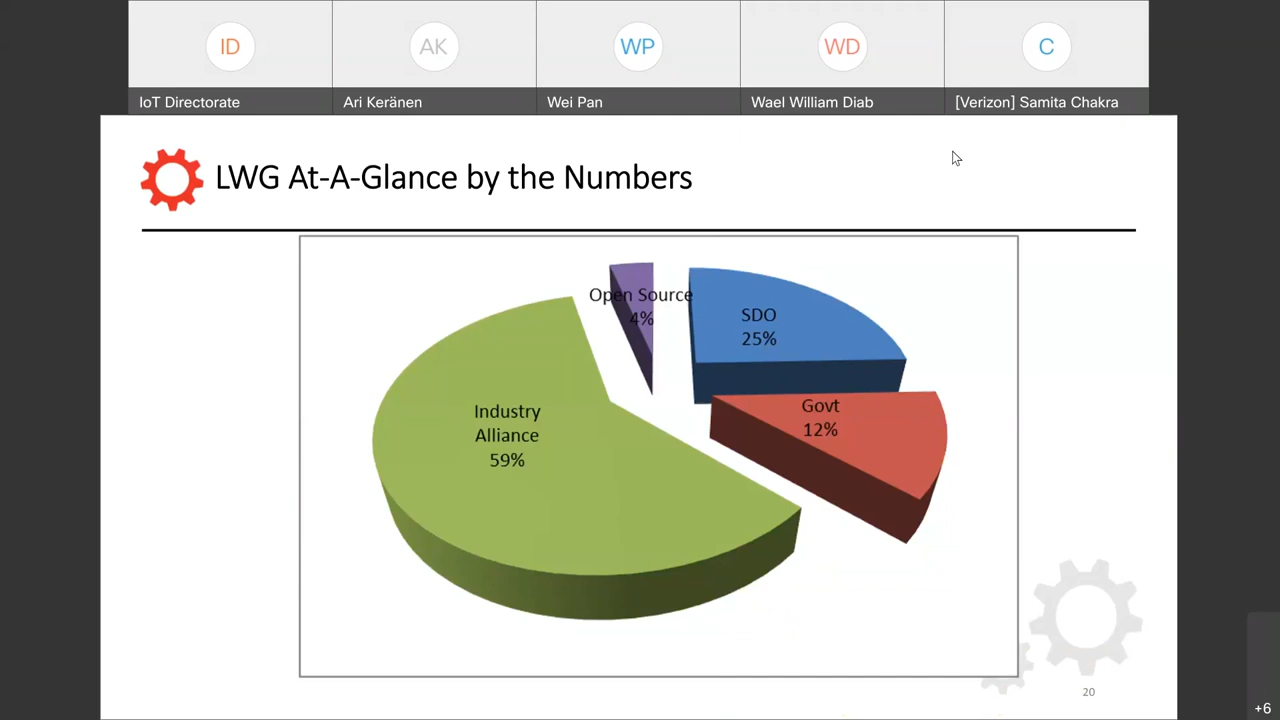 ID
AK
WP
WD
C
IoT Directorate
Ari Keränen
Wei Pan
Wael William Diab
[Verizon] Samita Chakra
LWG At-A-Glance by the Numbers
Open Source
4%
SDO
25%
Govt
12%
Industry
Alliance
59%
20
+6